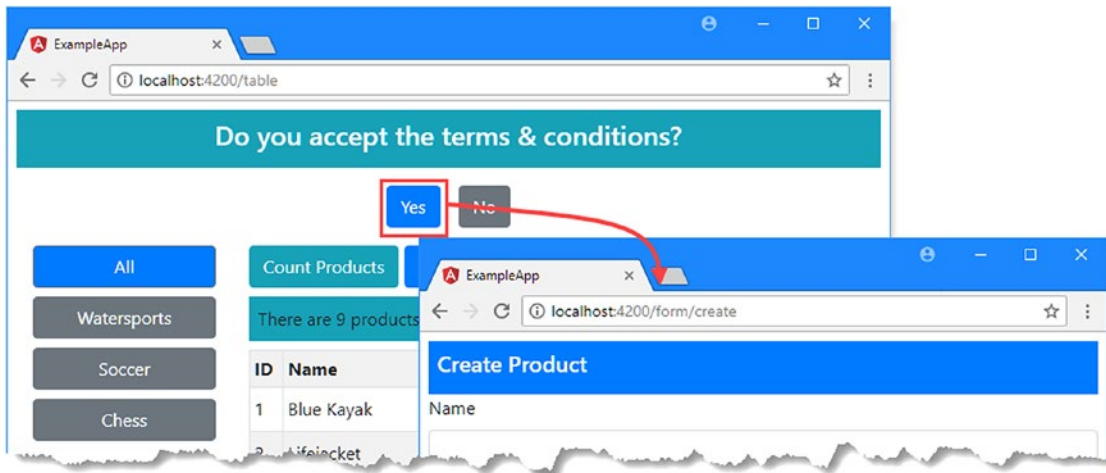 ExampleApp
localhost:4200/table
Do you accept the terms & conditions?
Yes
No
All
Watersports
Soccer
Chess
Count Products
There are 9 products
ID Name
1 Blue Kayak
Lifejacket
ExampleApp
localhost:4200/form/create
Create Product
Name